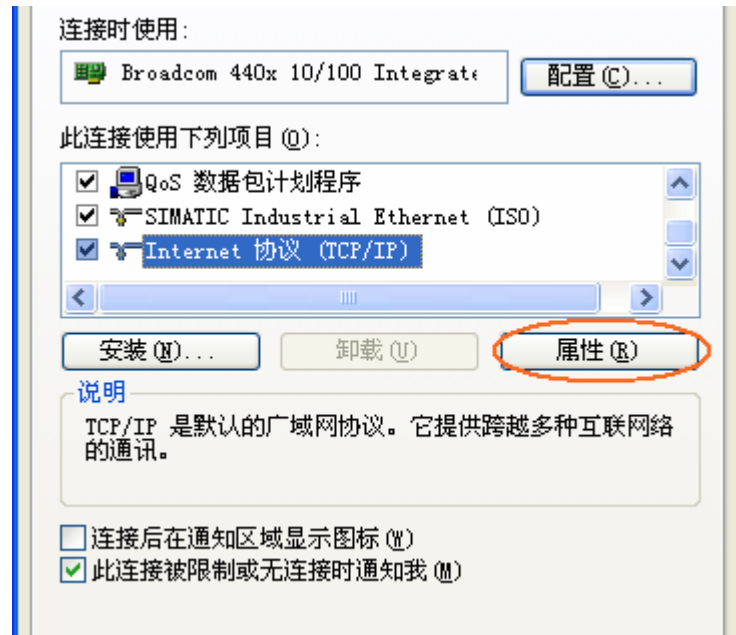 连接时使用:
Broadcom 440x 10/100 Integrate
配置(C)...
此连接使用下列项目(O):
QoS 数据包计划程序
SIMATIC Industrial Ethernet (ISO)
Internet 协议 (TCP/IP)
安装(N)...
卸载(U)
属性(R)
说明
TCP/IP 是默认的广域网协议。它提供跨越多种互联网络
的通讯。
连接后在通知区域显示图标(W)
此连接被限制或无连接时通知我(M)